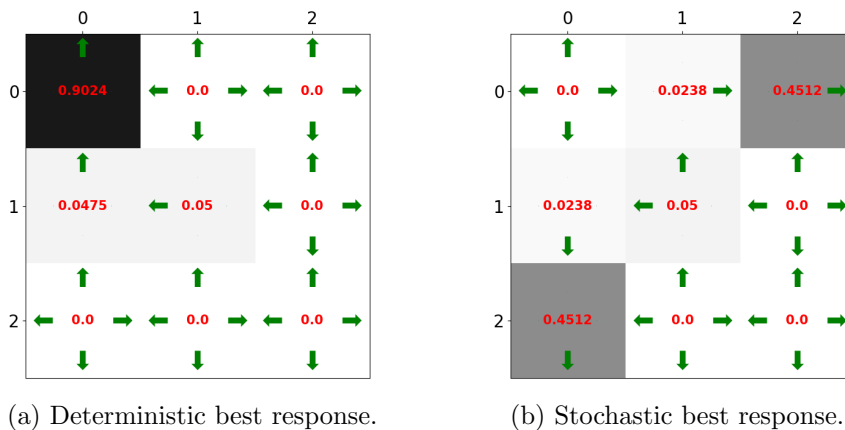 0 1 2
0 0.9024 0.0 0.0
1 0.0475 0.05 0.0
2 0.0 0.0 0.0
(a) Deterministic best response.
0 1 2
0 0.0 0.0238 0.4512
1 0.0238 0.05 0.0
2 0.4512 0.0 0.0
(b) Stochastic best response.